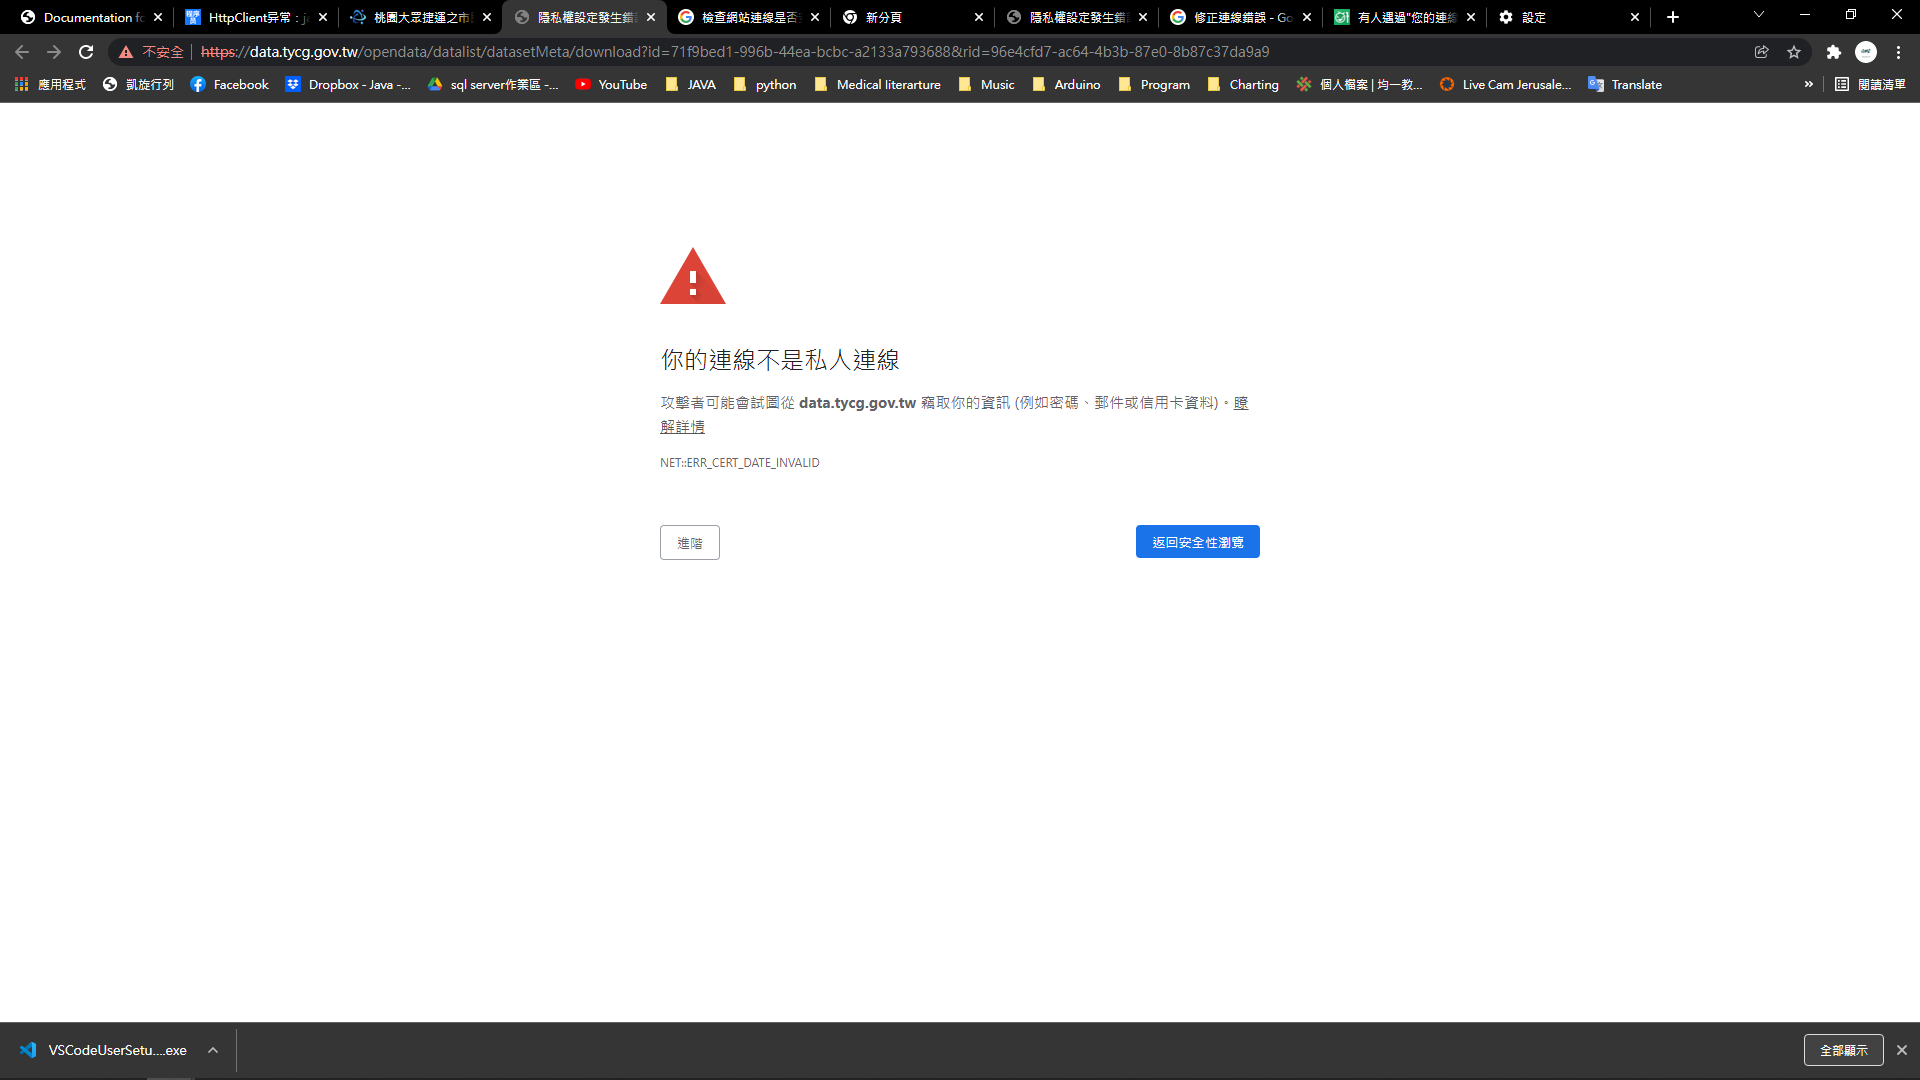 Documentation fo
HttpClient异常：ja
桃園大眾捷運之市
隱私權設定發生錯
檢查網站連線是否
新分頁
隱私權設定發生錯
修正連線錯誤 - Go
有人遇過"您的連線
設定
不安全
https://data.tycg.gov.tw/opendata/datalist/datasetMeta/download?id=71f9bed1-996b-44ea-bcbc-a2133a793688&rid=96e4cfd7-ac64-4b3b-87e0-8b87c37da9a9
應用程式
凱旋行列
Facebook
Dropbox - Java -...
sql server作業區 -...
YouTube
JAVA
python
Medical literarture
Music
Arduino
Program
Charting
個人檔案 | 均一教...
Live Cam Jerusale...
Translate
»
閱讀清單
你的連線不是私人連線
攻擊者可能會試圖從 data.tycg.gov.tw 竊取你的資訊 (例如密碼、郵件或信用卡資料)。瞭
解詳情
NET::ERR_CERT_DATE_INVALID
進階
返回安全性瀏覽
VSCodeUserSetu....exe
全部顯示